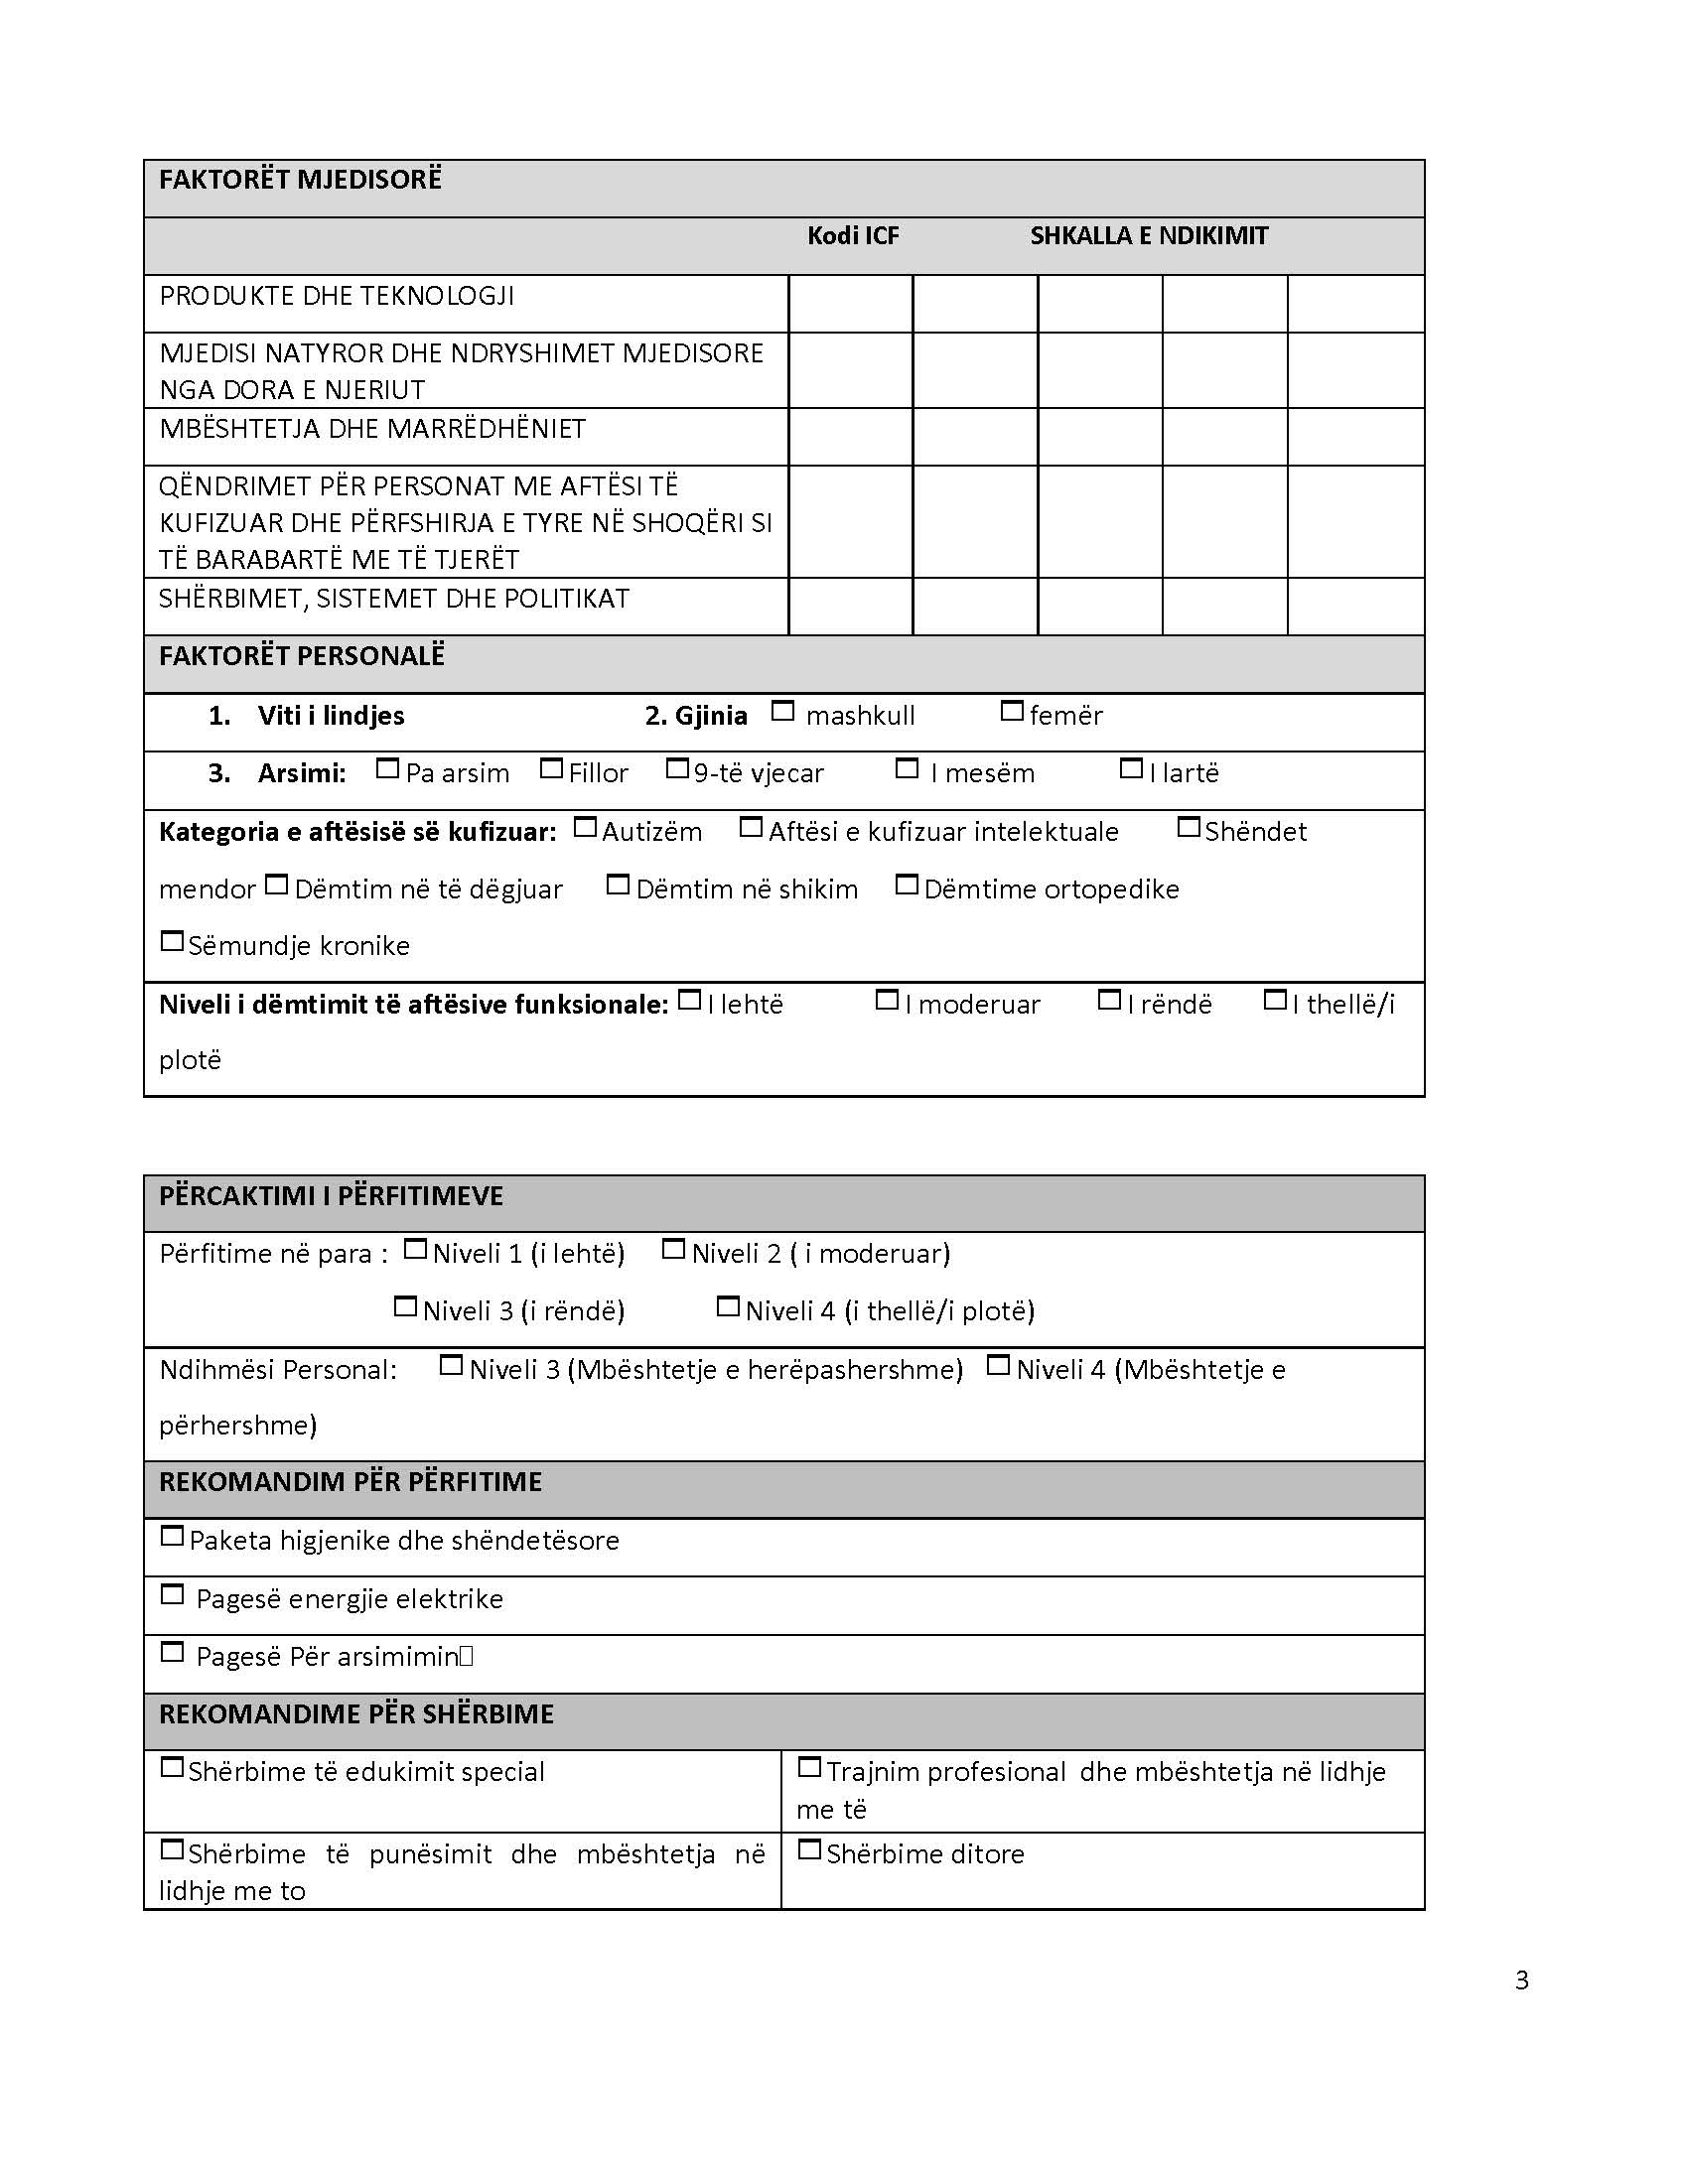 FAKTORËT MJEDISORË
Kodi ICF SHKALLA E NDIKIMIT
PRODUKTE DHE TEKNOLOGJI
MJEDISI NATYROR DHE NDRYSHIMET MJEDISORE
NGA DORA E NJERIUT
MBËSHTETJA DHE MARRËDHËNIET
QËNDRIMET PËR PERSONAT ME AFTËSI TË
KUFIZUAR DHE PËRFSHIRJA E TYRE NË SHOQËRI SI
TË BARABARTË ME TË TJERËT
SHËRBIMET, SISTEMET DHE POLITIKAT
FAKTORËT PERSONALË
1. Viti i lindjes 2. Gjinia ☐ mashkull ☐ femër
3. Arsimi: ☐ Pa arsim ☐ Fillor ☐ 9-të vjecar ☐ I mesëm ☐ I lartë
Kategoria e aftësisë së kufizuar: ☐ Autizëm ☐ Aftësi e kufizuar intelektuale ☐ Shëndet
mendor ☐ Dëmtim në të dëgjuar ☐ Dëmtim në shikim ☐ Dëmtime ortopedike
☐ Sëmundje kronike
Niveli i dëmtimit të aftësive funksionale: ☐ I lehtë ☐ I moderuar ☐ I rëndë ☐ I thellë/i
plotë
PËRCAKTIMI I PËRFITIMEVE
Përfitime në para : ☐ Niveli 1 (i lehtë) ☐ Niveli 2 ( i moderuar)
☐ Niveli 3 (i rëndë) ☐ Niveli 4 (i thellë/i plotë)
Ndihmësi Personal: ☐ Niveli 3 (Mbështetje e herëpashershme) ☐ Niveli 4 (Mbështetje e
përhershme)
REKOMANDIM PËR PËRFITIME
☐ Paketa higjenike dhe shëndetësore
☐ Pagesë energjie elektrike
☐ Pagesë Për arsimimin▯
REKOMANDIME PËR SHËRBIME
☐ Shërbime të edukimit special
☐ Trajnim profesional dhe mbështetja në lidhje
me të
☐ Shërbime të punësimit dhe mbështetja në
lidhje me to
☐ Shërbime ditore
3